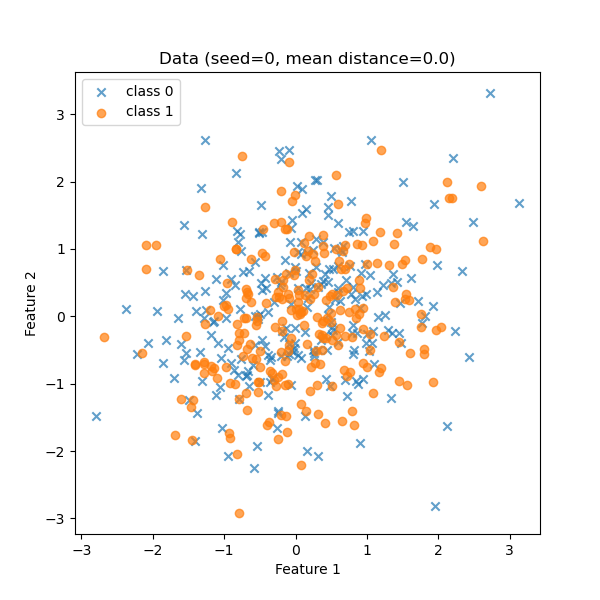 Data (seed=0, mean distance=0.0)
class 0
class 1
Feature 2
3
2
1
0
−1
−2
−3
−3
−2
−1
0
1
2
3
Feature 1